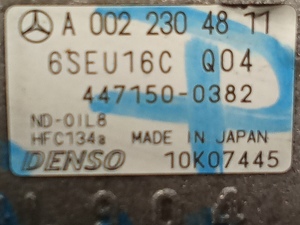 A 002 230 48 11
6SEU16C Q04
447150-0382
ND-OIL8
HFC134a MADE IN JAPAN
DENSO 10K07445